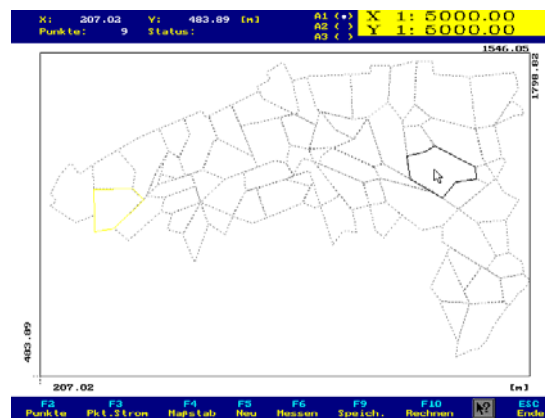 X: 207.02 Y: 483.89 [m] A1 (•) X 1: 5000.00
Punkte: 9 Status: A2 ( ) Y 1: 5000.00
A3 ( )
1546.05
1798.82
483.89
207.02 [m]
F2 F3 F4 F5 F6 F9 F10 ESC
Punkte Pkt.Strom Maßstab Neu Messen Speich. Rechnen ? Ende